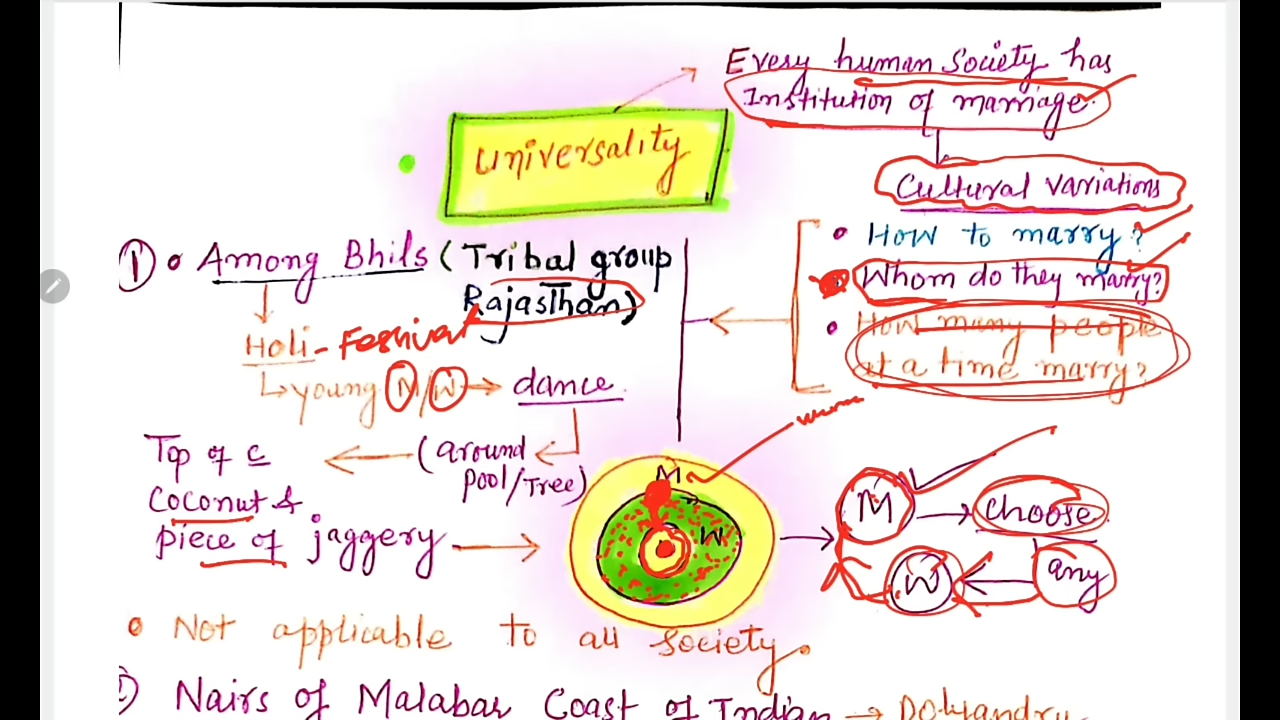 Every human Society has
Institution of marriage.
Universality
Cultural variations
• How to marry?
• Whom do they marry?
• How many people
at a time marry?
① • Among Bhils (Tribal group
Rajasthan)
Holi - Festival
↳ young M/W → dance
(around
pool/Tree)
Top of c
Coconut &
piece of jaggery →
M
W
M → choose
W ← any
• Not applicable to all Society.
2) Nairs of Malabar Coast of Indian → Polyandry